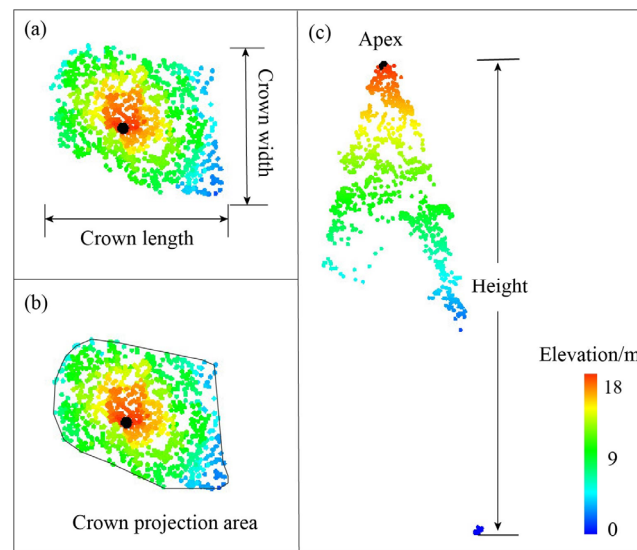 (a)
Crown width
Crown length
(b)
Crown projection area
(c)
Apex
Height
Elevation/m
18
9
0